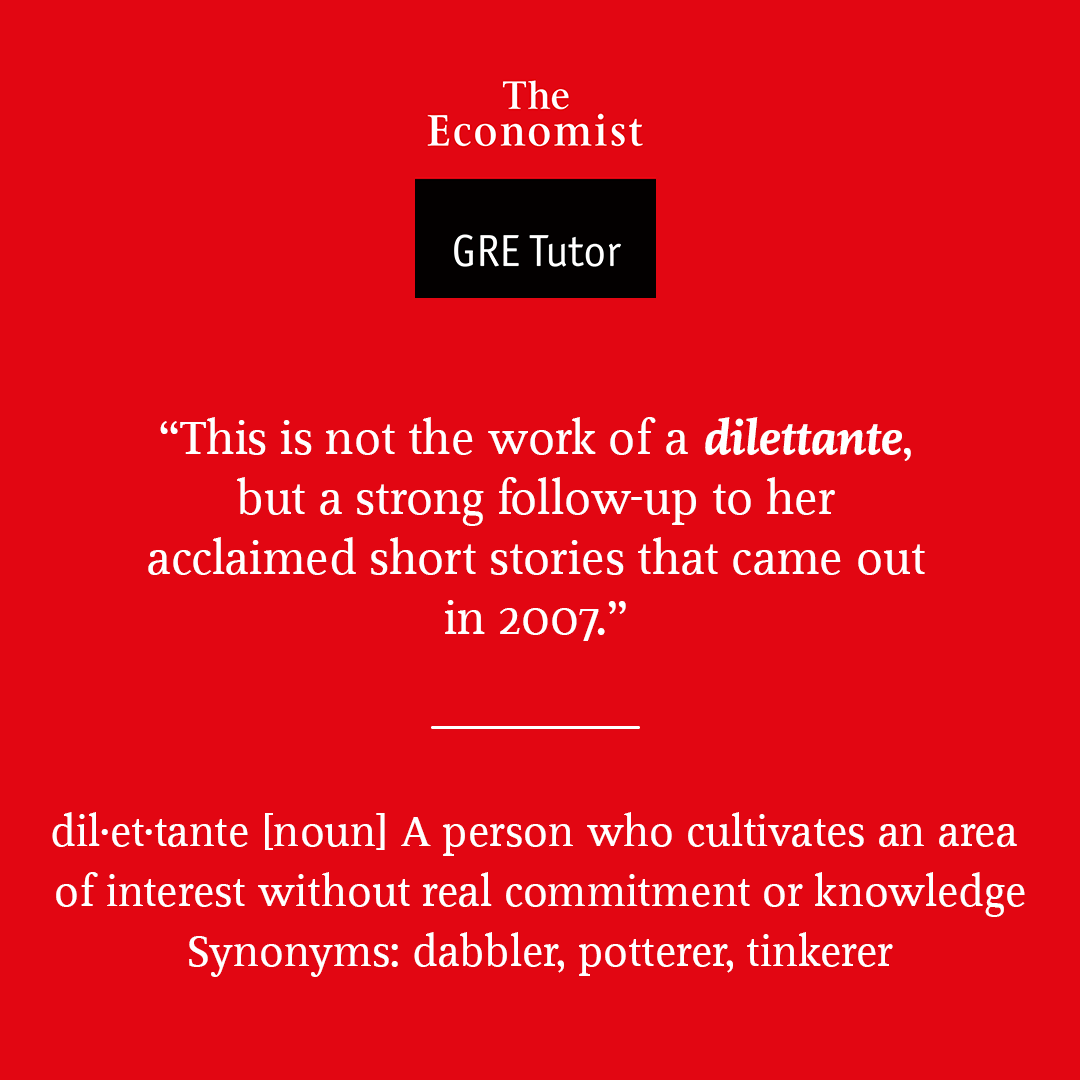 The
Economist
GRE Tutor
“This is not the work of a dilettante,
but a strong follow-up to her
acclaimed short stories that came out
in 2007.”
dil·et·tante [noun] A person who cultivates an area
of interest without real commitment or knowledge
Synonyms: dabbler, potterer, tinkerer